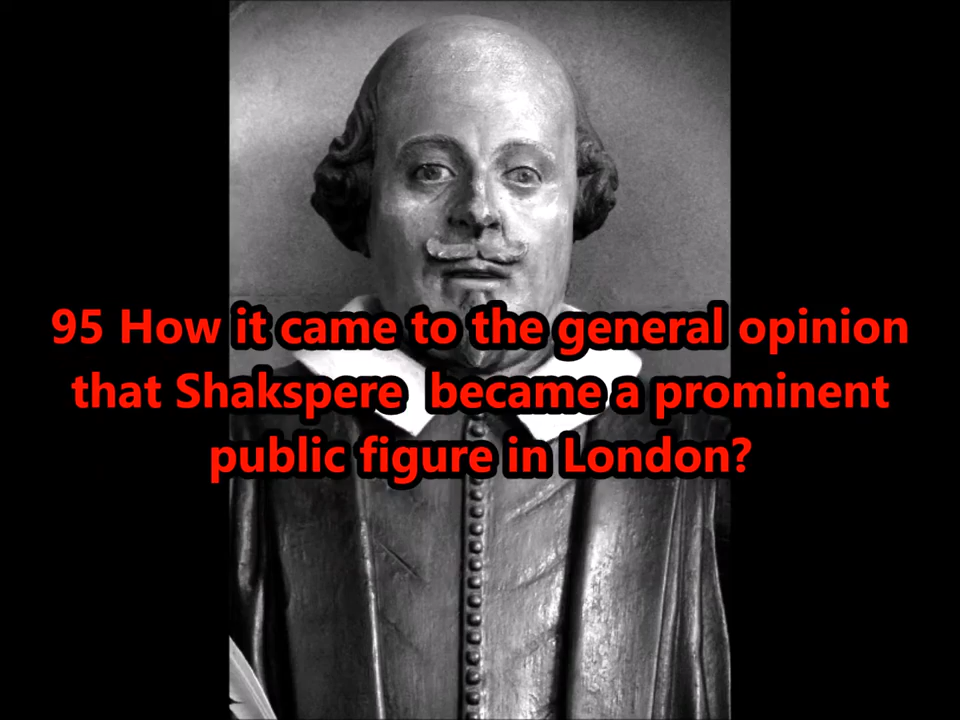 95 How it came to the general opinion
that Shakspere  became a prominent
public figure in London?